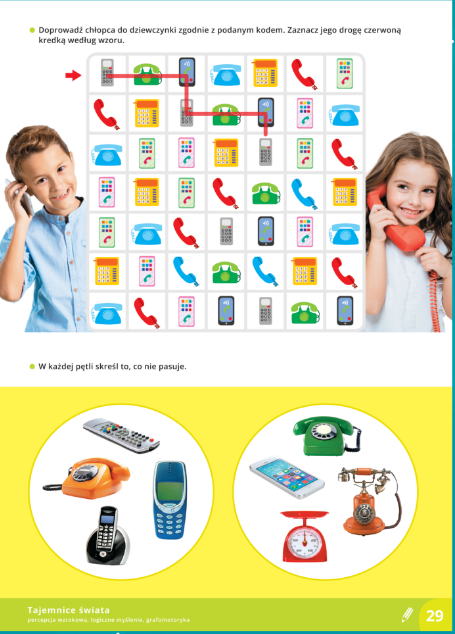 Doprowadź chłopca do dziewczynki zgodnie z podanym kodem. Zaznacz jego drogę czerwoną
kredką według wzoru.
W każdej pętli skreśl to, co nie pasuje.
Tajemnice świata
percepcja wzrokowa, logiczne myślenie, grafomotoryka
29